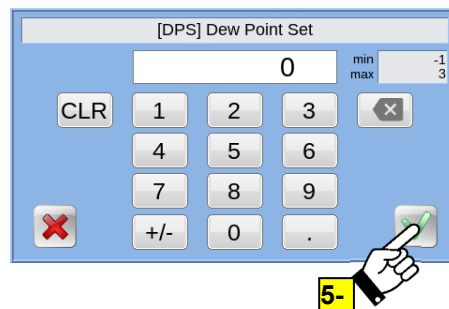 [DPS] Dew Point Set
0 min -1
max 3
CLR 1 2 3
4 5 6
7 8 9
+/- 0 .
5-